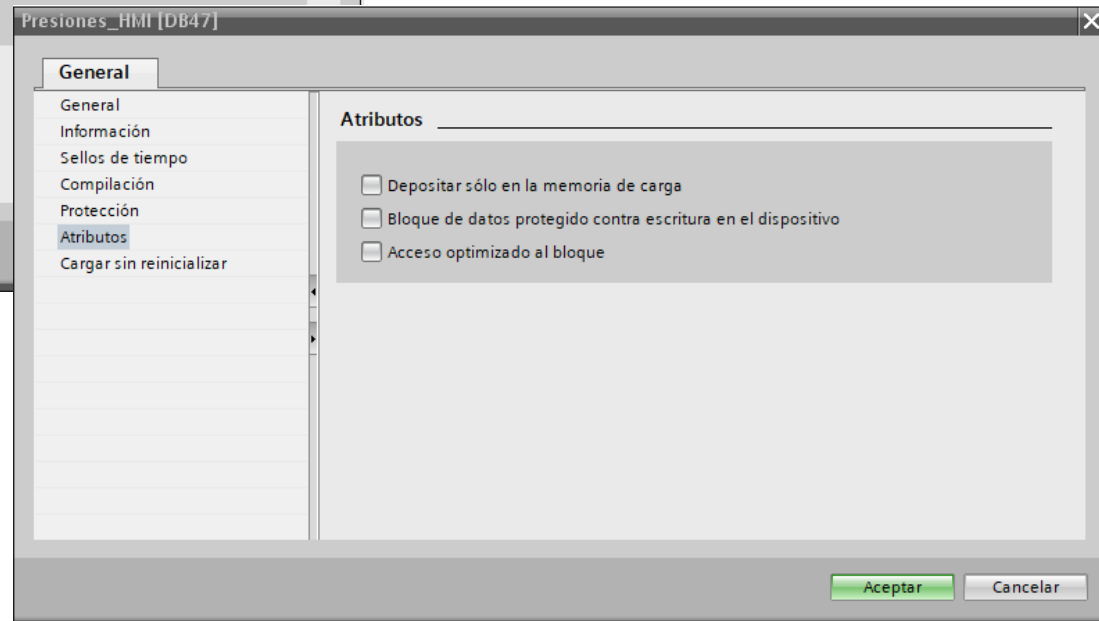 Presiones_HMI [DB47]
General
General
Información
Sellos de tiempo
Compilación
Protección
Atributos
Cargar sin reinicializar
Atributos
Depositar sólo en la memoria de carga
Bloque de datos protegido contra escritura en el dispositivo
Acceso optimizado al bloque
Aceptar
Cancelar